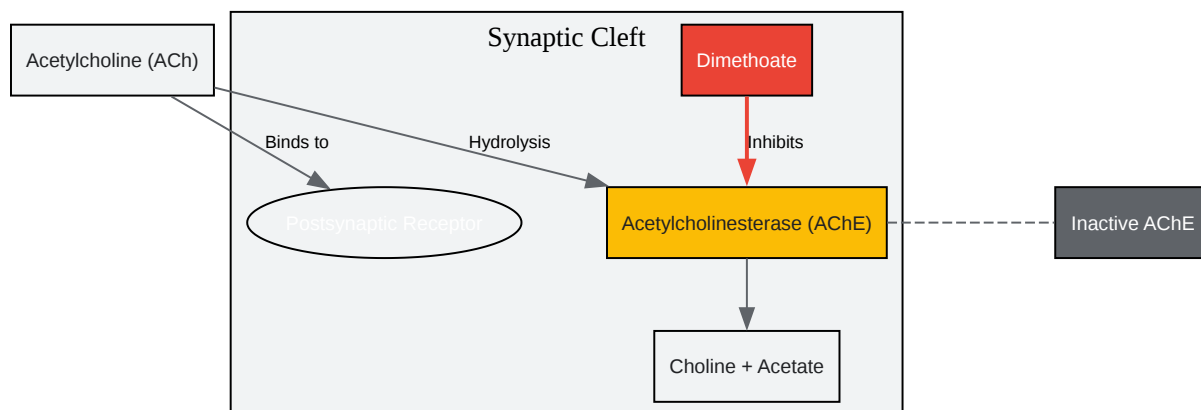 Synaptic Cleft
Acetylcholine (ACh)
Dimethoate
Binds to
Hydrolysis
Inhibits
Postsynaptic Receptor
Acetylcholinesterase (AChE)
Inactive AChE
Choline + Acetate